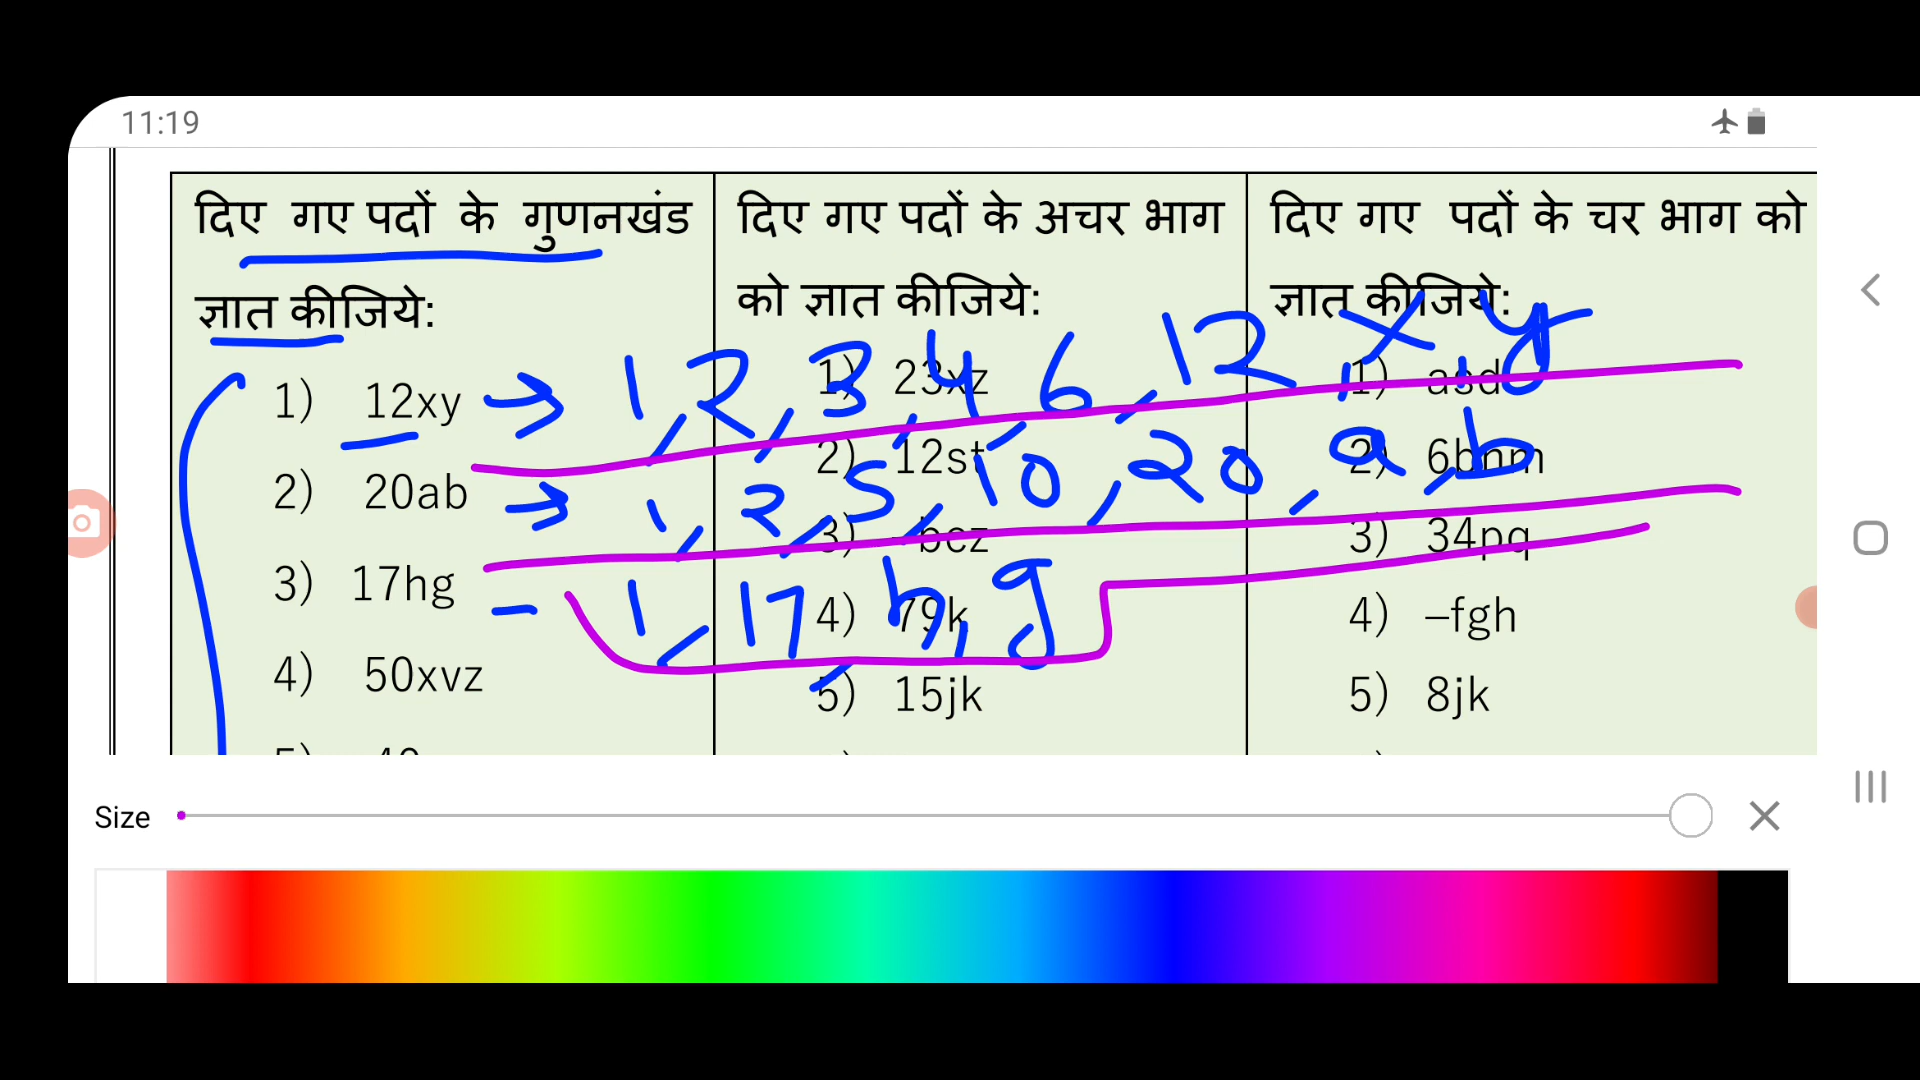 11:19
दिए गए पदों के गुणनखंड
ज्ञात कीजिये:
1) 12xy → 1, 2, 3, 4, 6, 12, x, y
2) 20ab → 1, 2, 5, 10, 20, a, b
3) 17hg - 1, 17, h, g
4) 50xvz
दिए गए पदों के अचर भाग
को ज्ञात कीजिये:
1) 23xz
2) 12st
3) –bcz
4) 79k
5) 15jk
दिए गए पदों के चर भाग को
ज्ञात कीजिये:
1) asd
2) 6bnm
3) 34pq
4) –fgh
5) 8jk
Size